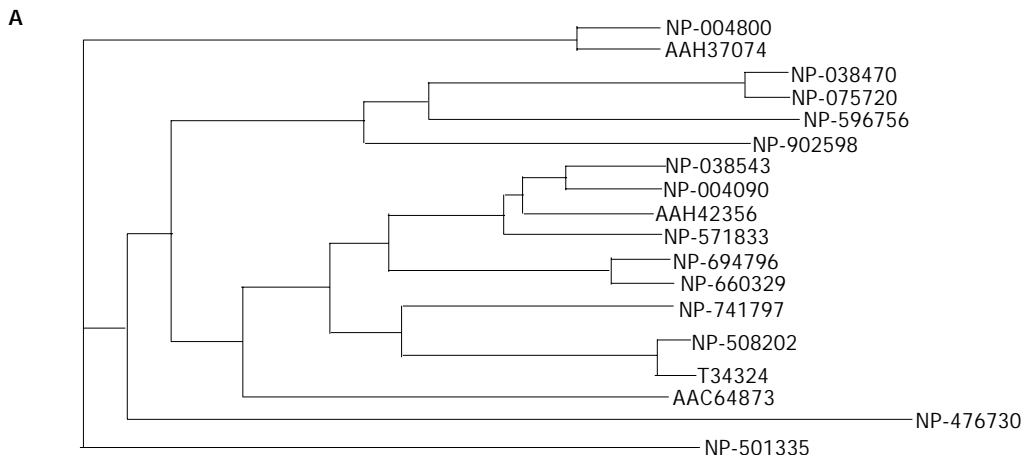 A
NP-004800
AAH37074
NP-038470
NP-075720
NP-596756
NP-902598
NP-038543
NP-004090
AAH42356
NP-571833
NP-694796
NP-660329
NP-741797
NP-508202
T34324
AAC64873
NP-476730
NP-501335